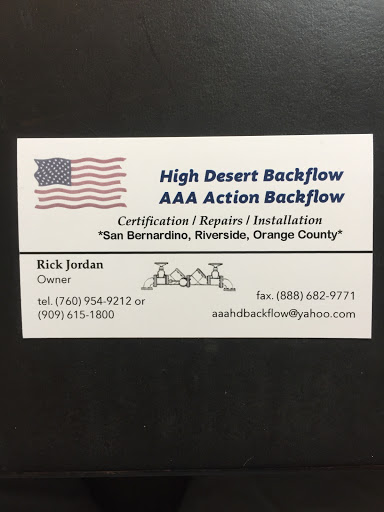 High Desert Backflow
AAA Action Backflow
Certification / Repairs / Installation
*San Bernardino, Riverside, Orange County*
Rick Jordan
Owner
tel. (760) 954-9212 or
(909) 615-1800
fax. (888) 682-9771
aaahdbackflow@yahoo.com